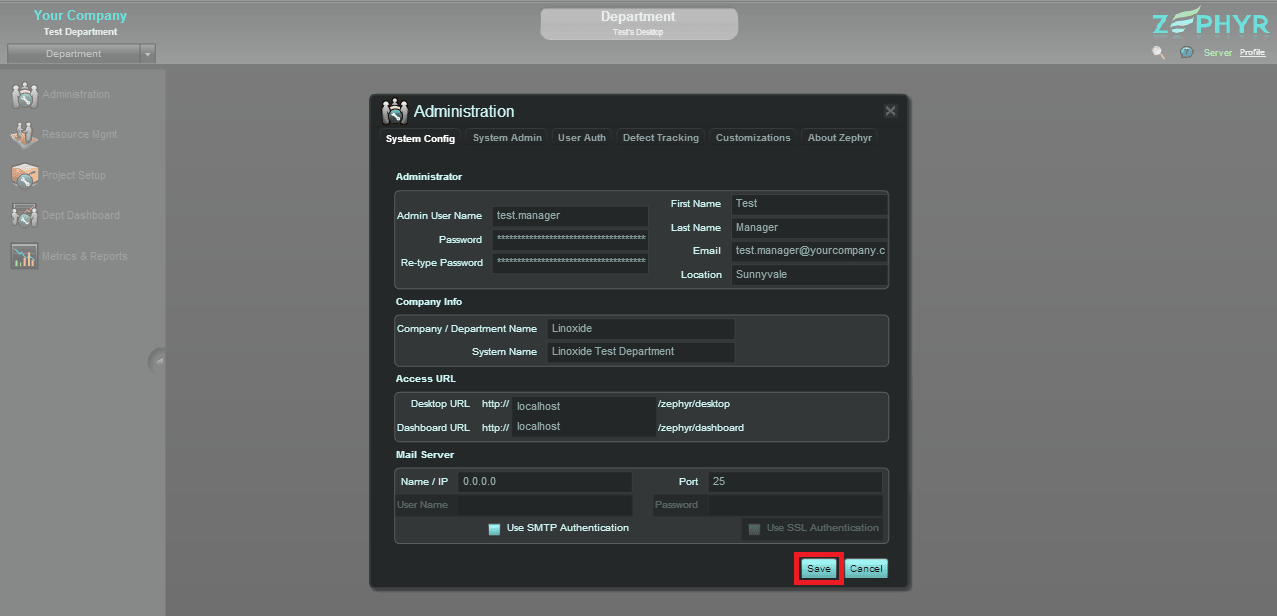 Your Company
Test Department
Department
Test's Desktop
ZEPHYR
Department
Server Profile
Administration
Resource Mgmt
Project Setup
Dept Dashboard
Metrics & Reports
Administration
System Config System Admin User Auth Defect Tracking Customizations About Zephyr
Administrator
Admin User Name test.manager
Password *************************************
Re-type Password *************************************
First Name Test
Last Name Manager
Email test.manager@yourcompany.c
Location Sunnyvale
Company Info
Company / Department Name Linoxide
System Name Linoxide Test Department
Access URL
Desktop URL http:// localhost /zephyr/desktop
Dashboard URL http:// localhost /zephyr/dashboard
Mail Server
Name / IP 0.0.0.0 Port 25
User Name Password
Use SMTP Authentication Use SSL Authentication
Save Cancel